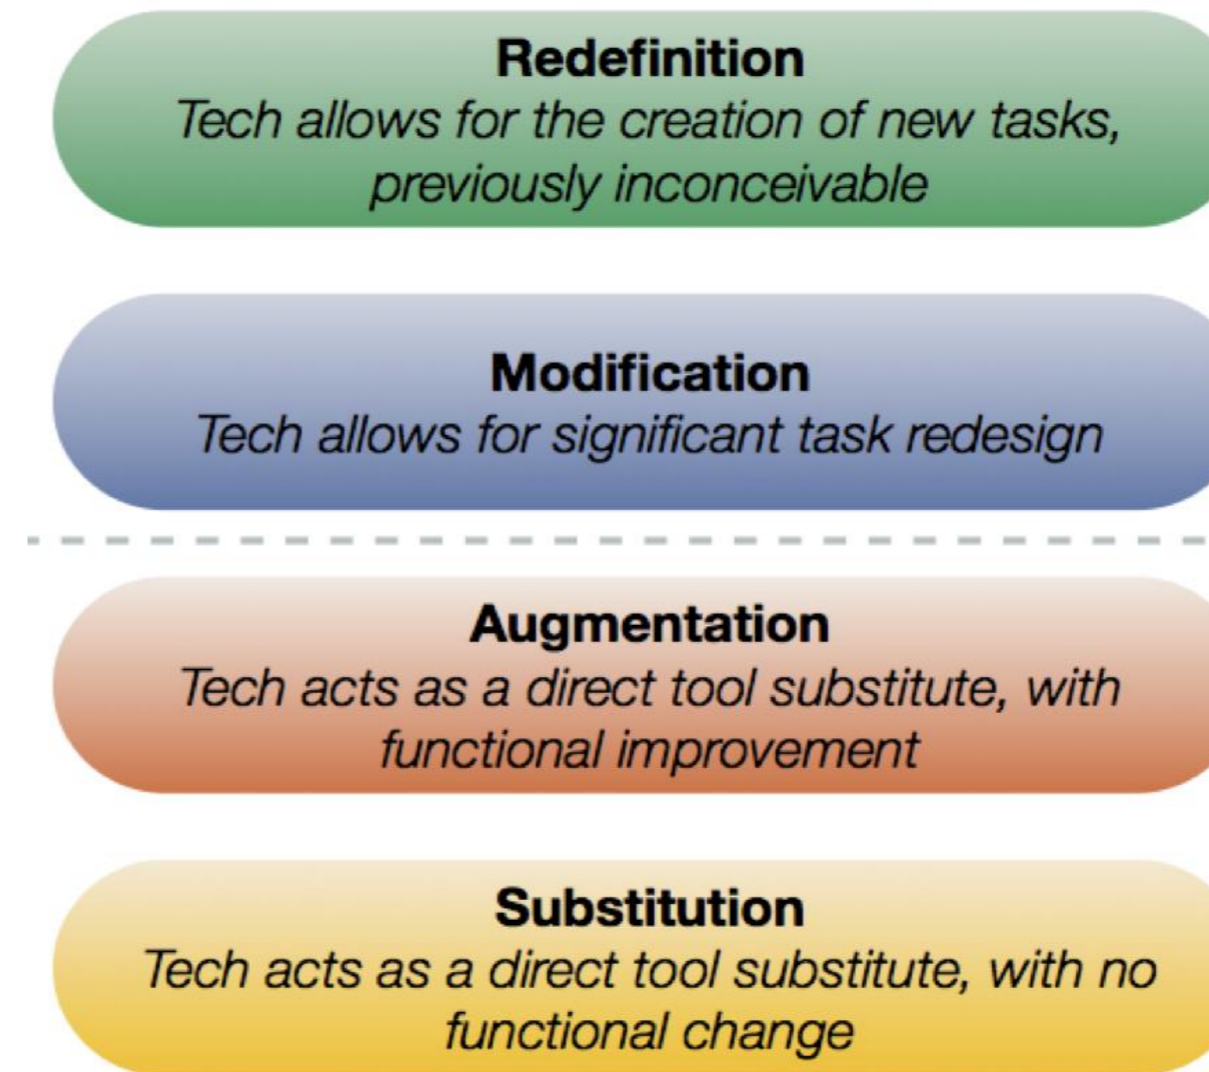 Redefinition
Tech allows for the creation of new tasks,
previously inconceivable
Modification
Tech allows for significant task redesign
Augmentation
Tech acts as a direct tool substitute, with
functional improvement
Substitution
Tech acts as a direct tool substitute, with no
functional change